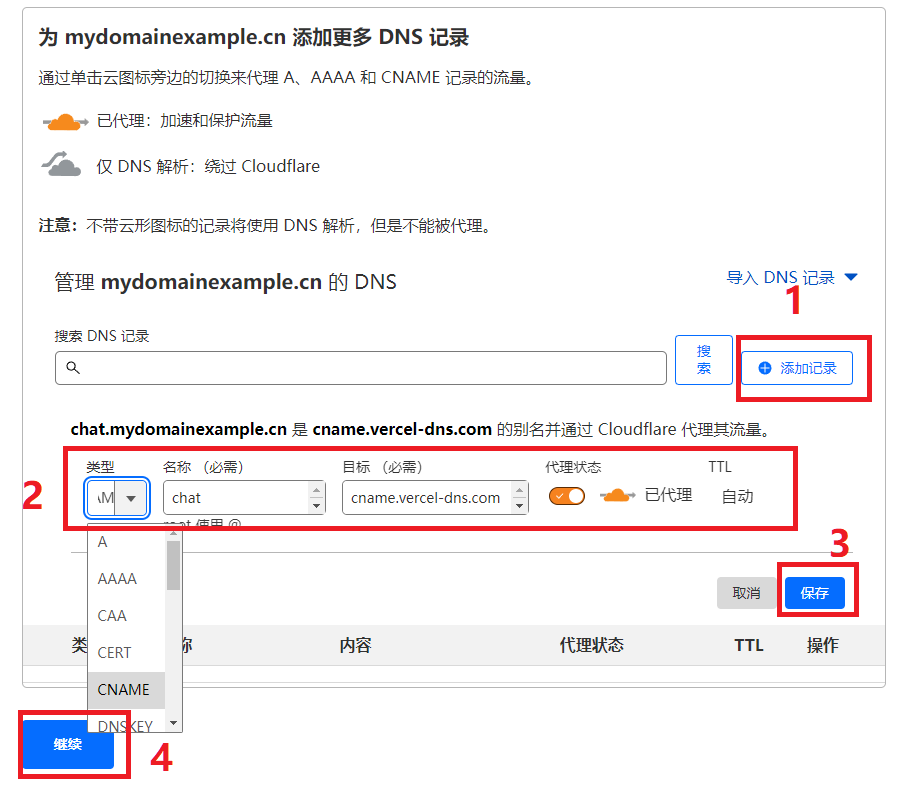 为 mydomainexample.cn 添加更多 DNS 记录
通过单击云图标旁边的切换来代理 A、AAAA 和 CNAME 记录的流量。
已代理：加速和保护流量
仅 DNS 解析：绕过 Cloudflare
注意：不带云形图标的记录将使用 DNS 解析，但是不能被代理。
管理 mydomainexample.cn 的 DNS
导入 DNS 记录
1
搜索 DNS 记录
搜
索
添加记录
chat.mydomainexample.cn 是 cname.vercel-dns.com 的别名并通过 Cloudflare 代理其流量。
2
类型 名称 （必需） 目标 （必需） 代理状态 TTL
AM chat cname.vercel-dns.com 已代理 自动
root 使用 @
A
AAAA
CAA
CERT
CNAME
DNSKEY
3
取消 保存
类 称 内容 代理状态 TTL 操作
继续
4